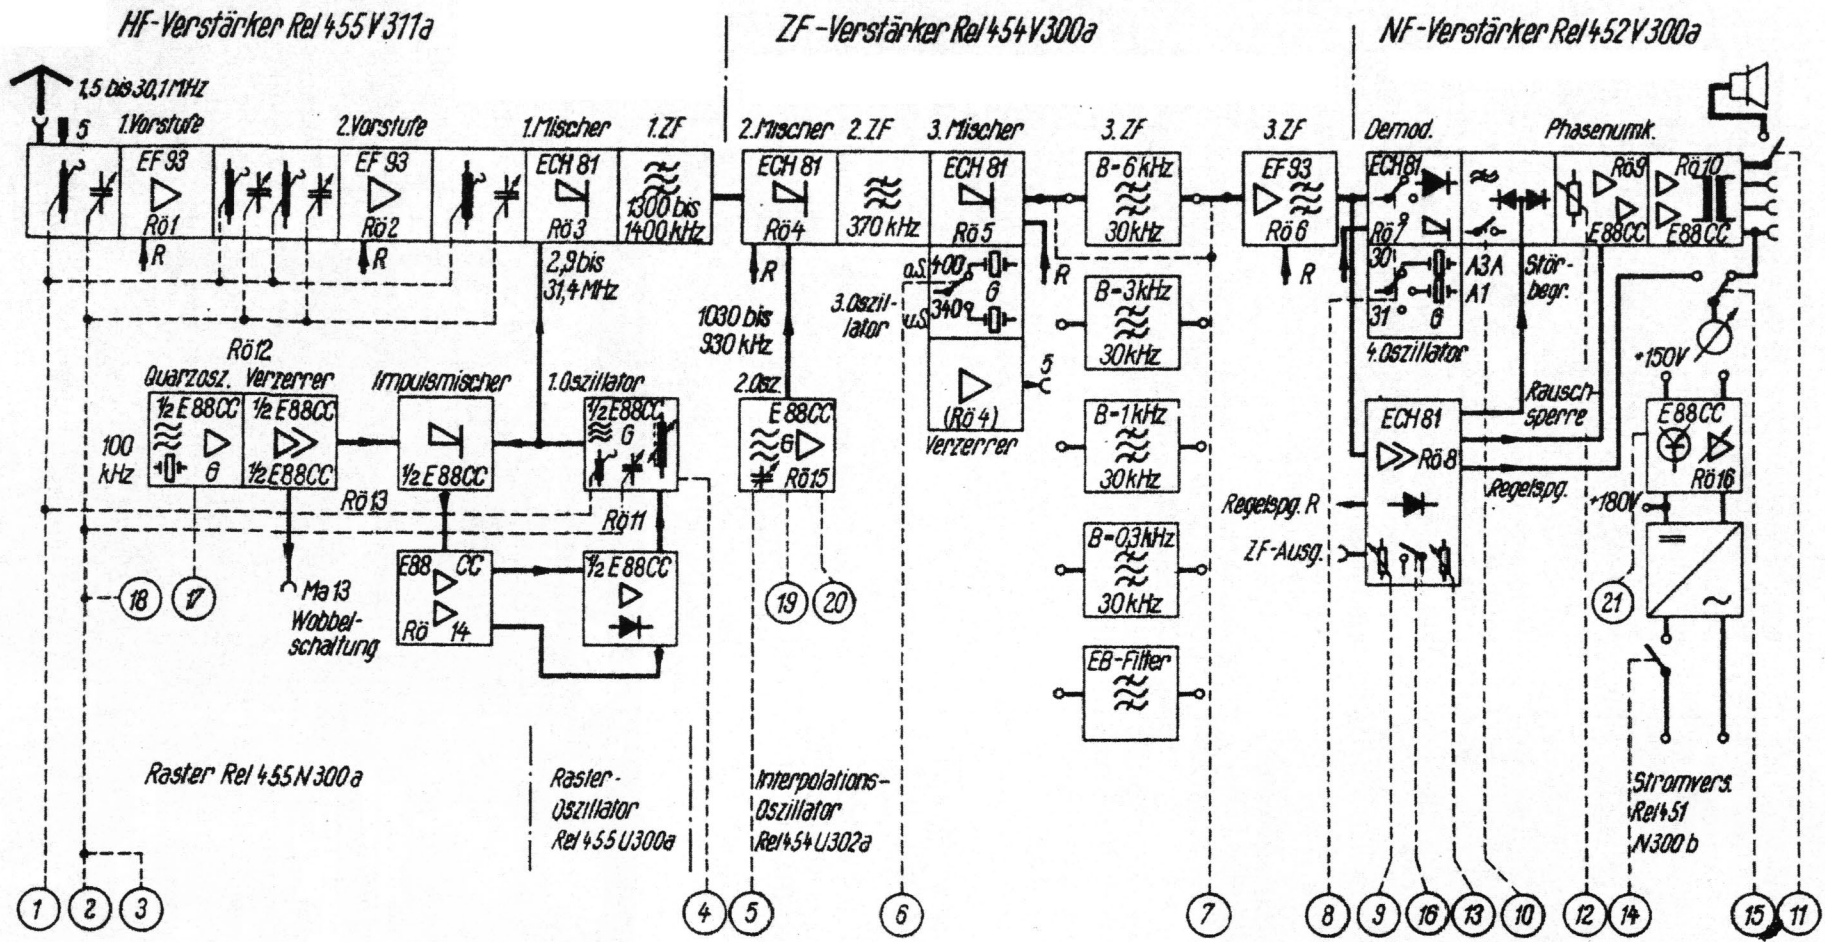 HF-Verstärker Rel 455 V 311a
ZF-Verstärker Rel 454 V 300a
NF-Verstärker Rel 452 V 300a
1,5 bis 30,1 MHz
5
1.Vorstufe
2.Vorstufe
1.Mischer
1.ZF
2.Mischer
2.ZF
3.Mischer
3.ZF
3.ZF
Demod.
Phasenumk.
EF 93
Rö1
R
EF 93
Rö2
R
ECH 81
Rö3
1300 bis
1400 kHz
ECH 81
Rö4
R
370 kHz
ECH 81
Rö5
R
B=6 kHz
30 kHz
EF 93
Rö6
R
ECH 81
Rö7
Rö9
E88CC
Rö10
E88CC
2,9 bis
31,4 MHz
1030 bis
930 kHz
3.Oszil-
lator
o.S.
400
G
u.S.
340
B=3 kHz
30 kHz
30
31
A3A
A1
G
4.Oszillator
Stör-
begr.
+150V
Rö12
Quarzosz.
Verzerrer
Impulsmischer
1.Oszillator
2.Osz.
5
½ E88CC
G
100
kHz
½ E88CC
½ E88CC
½ E88CC
½ E88CC
G
E88CC
G
Rö15
(Rö 4)
Verzerrer
B=1 kHz
30 kHz
ECH 81
Rö8
Rausch
sperre
Regelspg.
E88CC
Rö16
+180V
Rö13
Rö11
Regelspg. R
ZF-Ausg.
E88
CC
Rö
14
½ E88CC
B=0,3 kHz
30 kHz
18
17
Ma 13
Wobbel-
schaltung
19
20
21
EB-Filter
Raster Rel 455 N 300 a
Raster-
Oszillator
Rel 455 U300a
Interpolations-
Oszillator
Rel 454 U302a
Stromvers.
Rel 451
N300 b
1
2
3
4
5
6
7
8
9
16
13
10
12
14
15
11